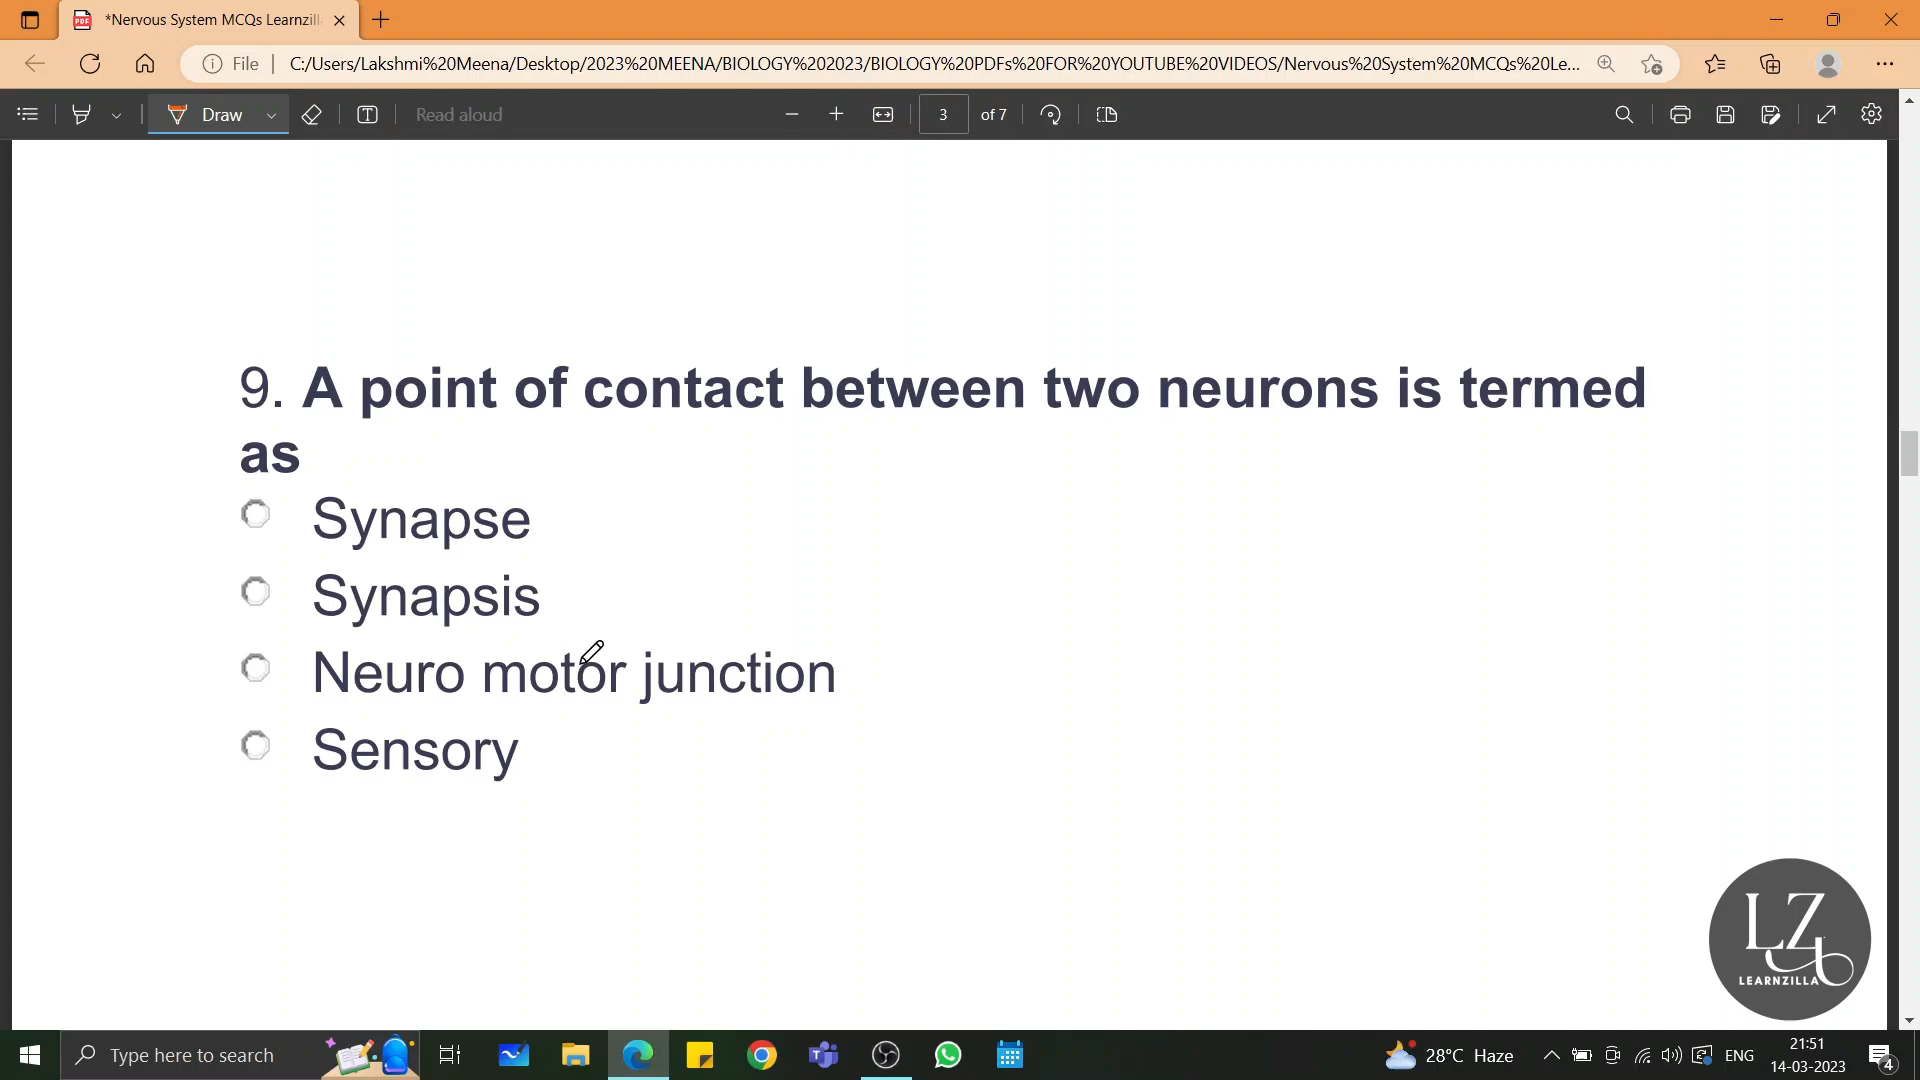 *Nervous System MCQs Learnzill
File
C:/Users/Lakshmi%20Meena/Desktop/2023%20MEENA/BIOLOGY%202023/BIOLOGY%20PDFs%20FOR%20YOUTUBE%20VIDEOS/Nervous%20System%20MCQs%20Le...
Draw
Read aloud
3 of 7
9. A point of contact between two neurons is termed
as
Synapse
Synapsis
Neuro motor junction
Sensory
LZ
LEARNZILLA
Type here to search
28°C Haze
ENG
21:51
14-03-2023
4